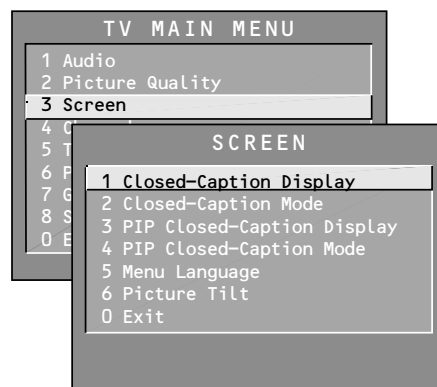 TV MAIN MENU
1 Audio
2 Picture Quality
3 Screen
4 C
5 T
6 P
7 G
8 S
0 E
SCREEN
1 Closed-Caption Display
2 Closed-Caption Mode
3 PIP Closed-Caption Display
4 PIP Closed-Caption Mode
5 Menu Language
6 Picture Tilt
0 Exit